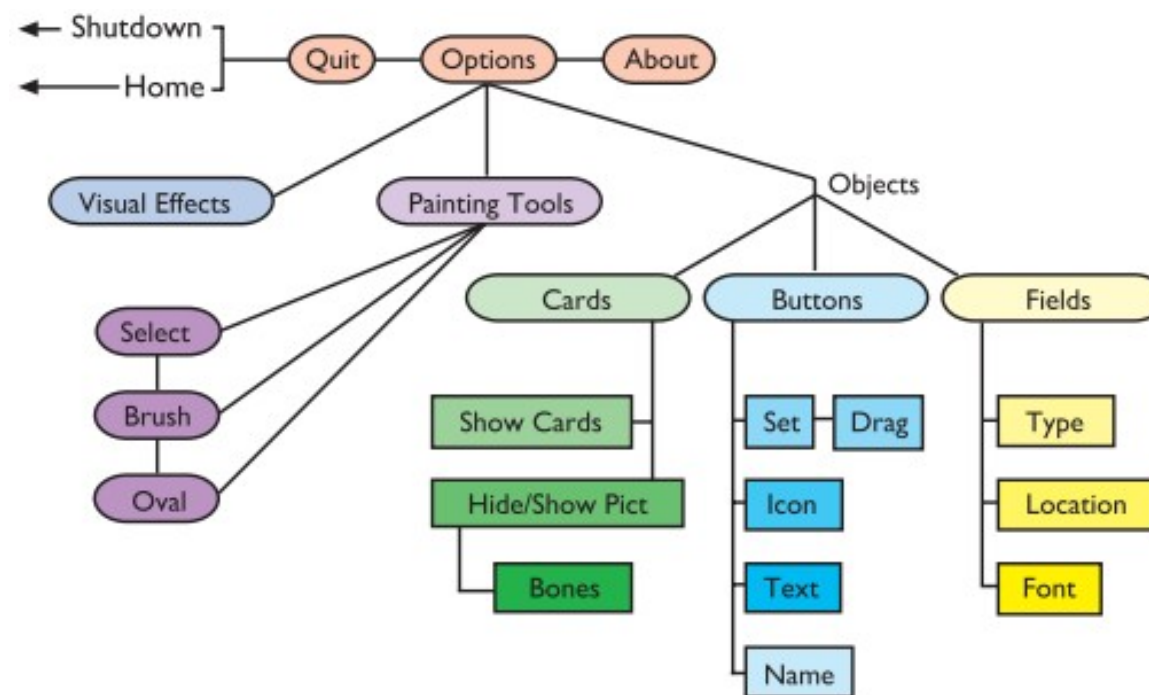 Shutdown
Quit
Options
About
Home
Visual Effects
Painting Tools
Objects
Cards
Buttons
Fields
Select
Brush
Oval
Show Cards
Hide/Show Pict
Bones
Set
Drag
Icon
Text
Name
Type
Location
Font